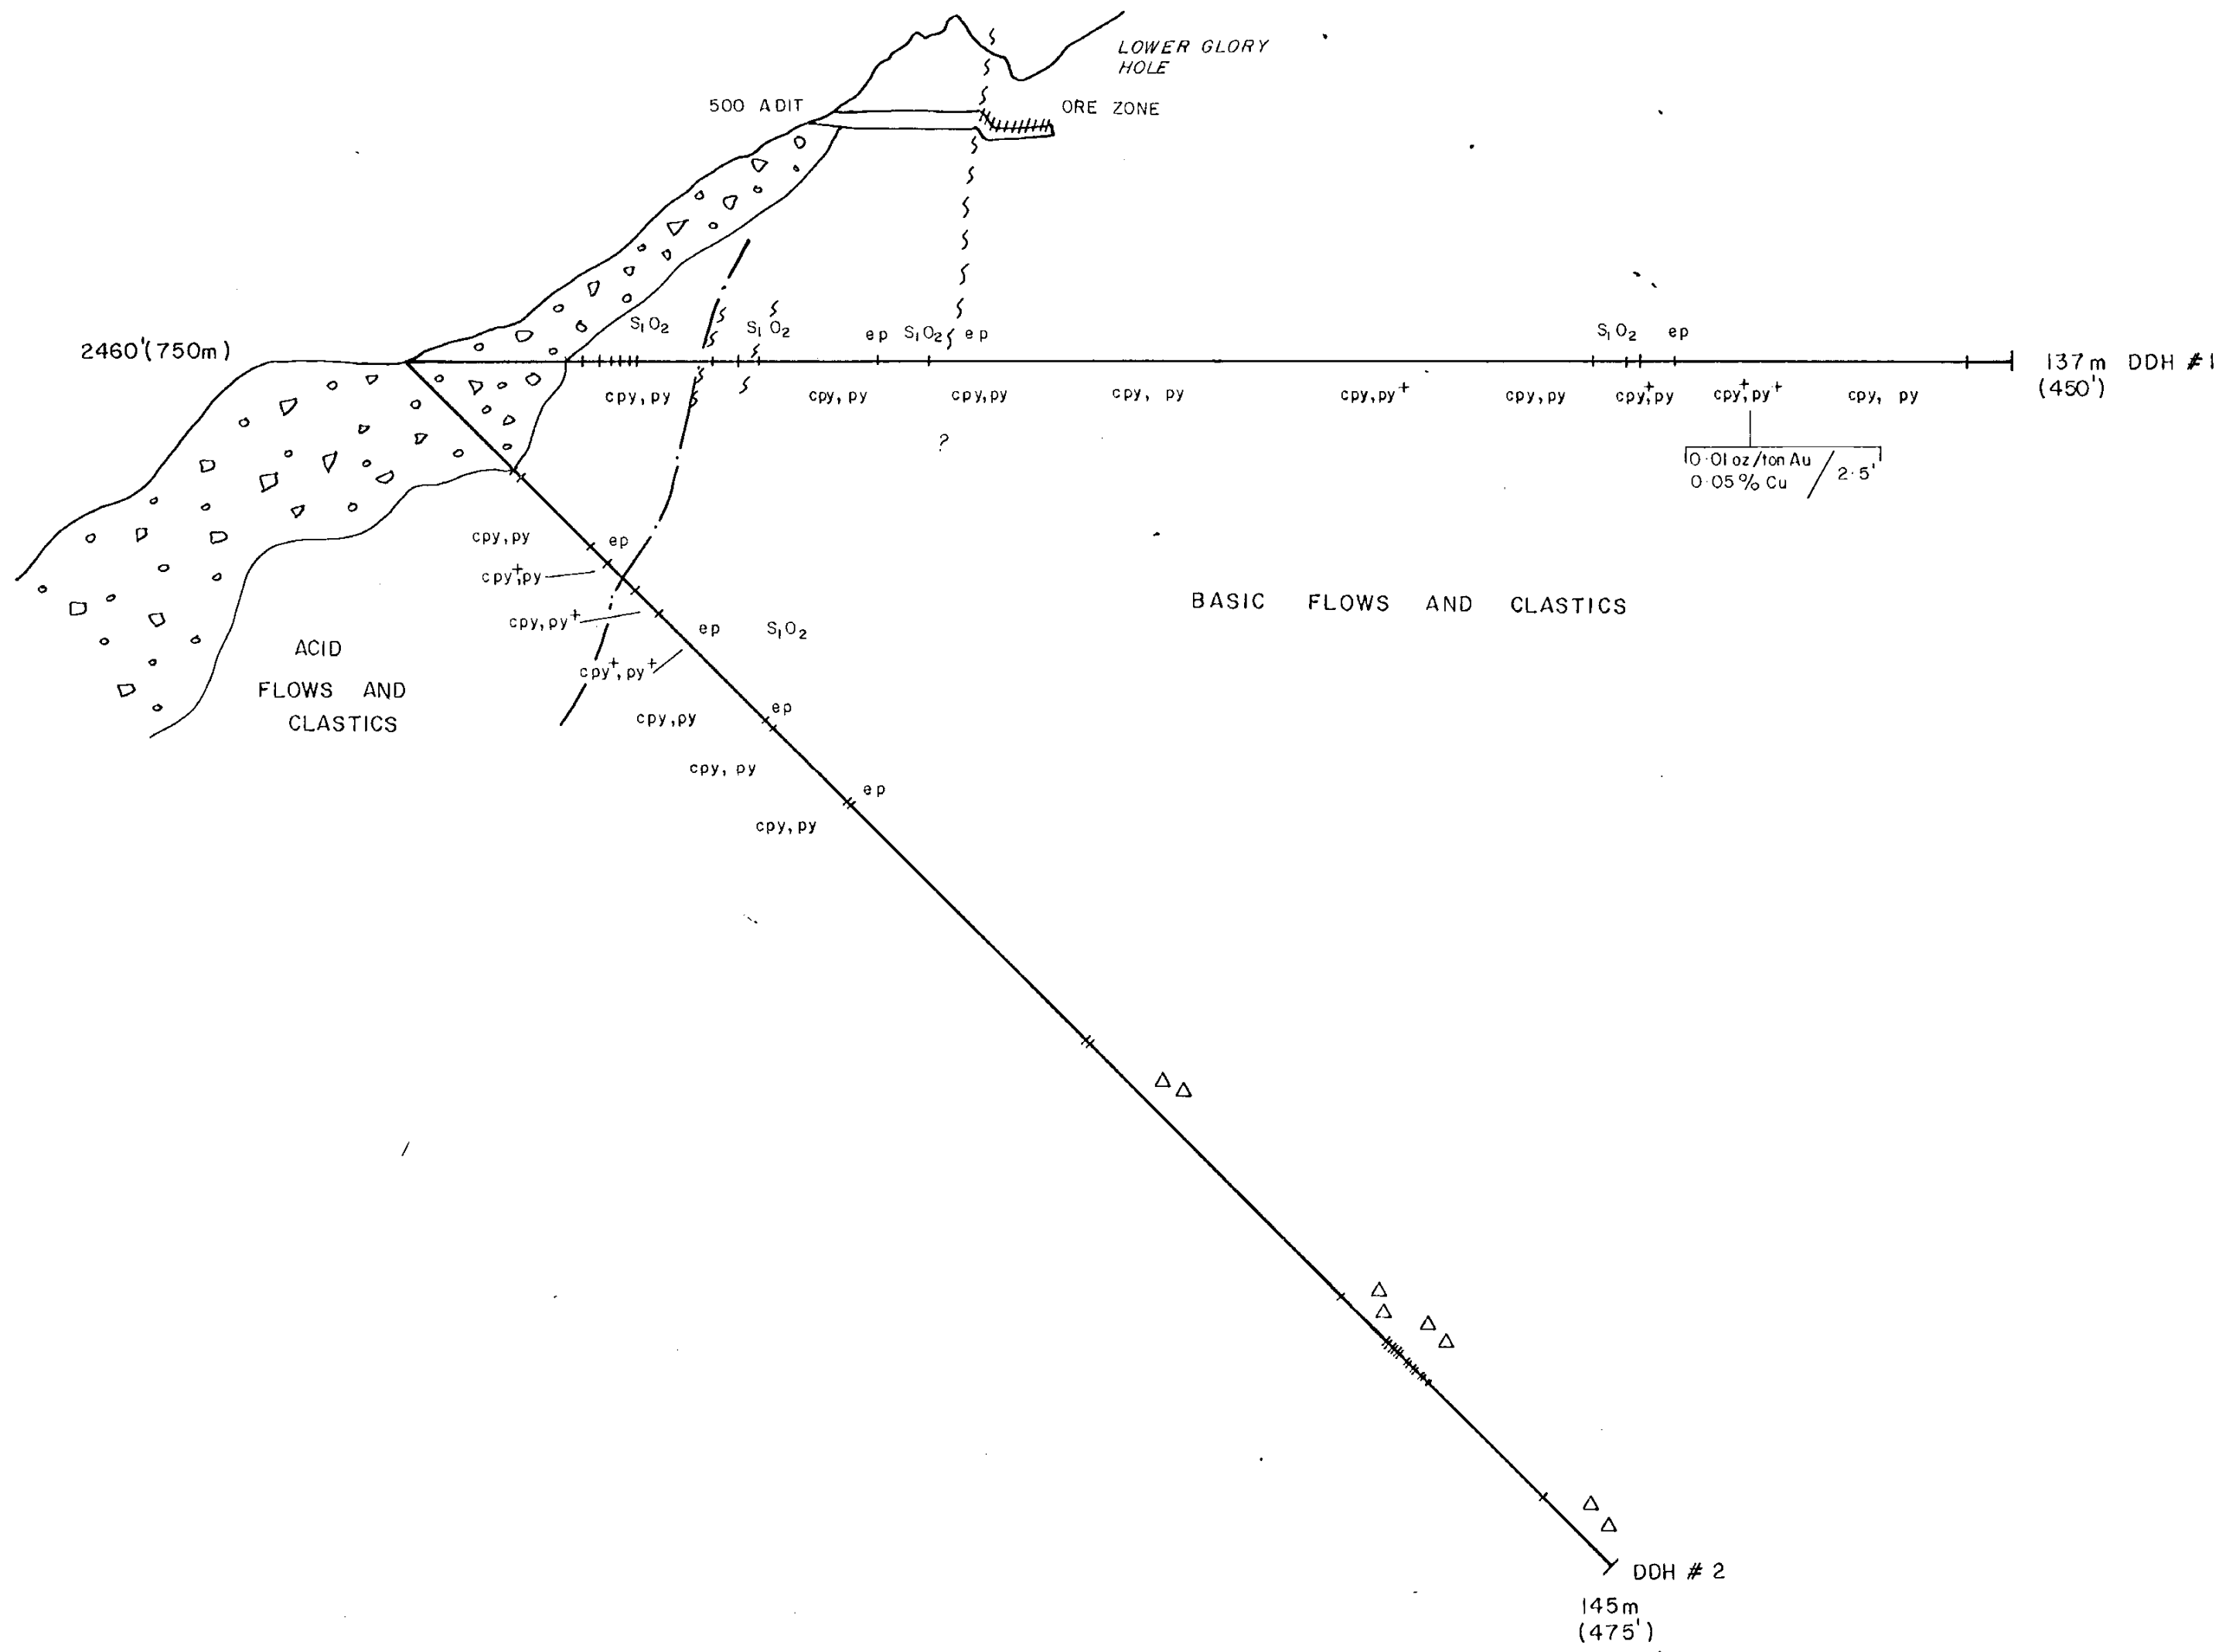 LOWER GLORY
HOLE
500 ADIT
ORE ZONE
SiO2
SiO2
ep SiO2 ep
SiO2 ep
2460'(750m)
137m DDH #1
(450')
cpy, py
cpy, py
cpy, py
cpy, py
cpy, py+
cpy, py
cpy+, py
cpy+, py+
cpy, py
?
0.01 oz/ton Au / 2.5'
0.05% Cu
cpy, py
ep
cpy+, py
cpy, py+
ep SiO2
cpy+, py+
ep
cpy, py
cpy, py
ep
cpy, py
BASIC FLOWS AND CLASTICS
ACID
FLOWS AND
CLASTICS
DDH # 2
145m
(475')